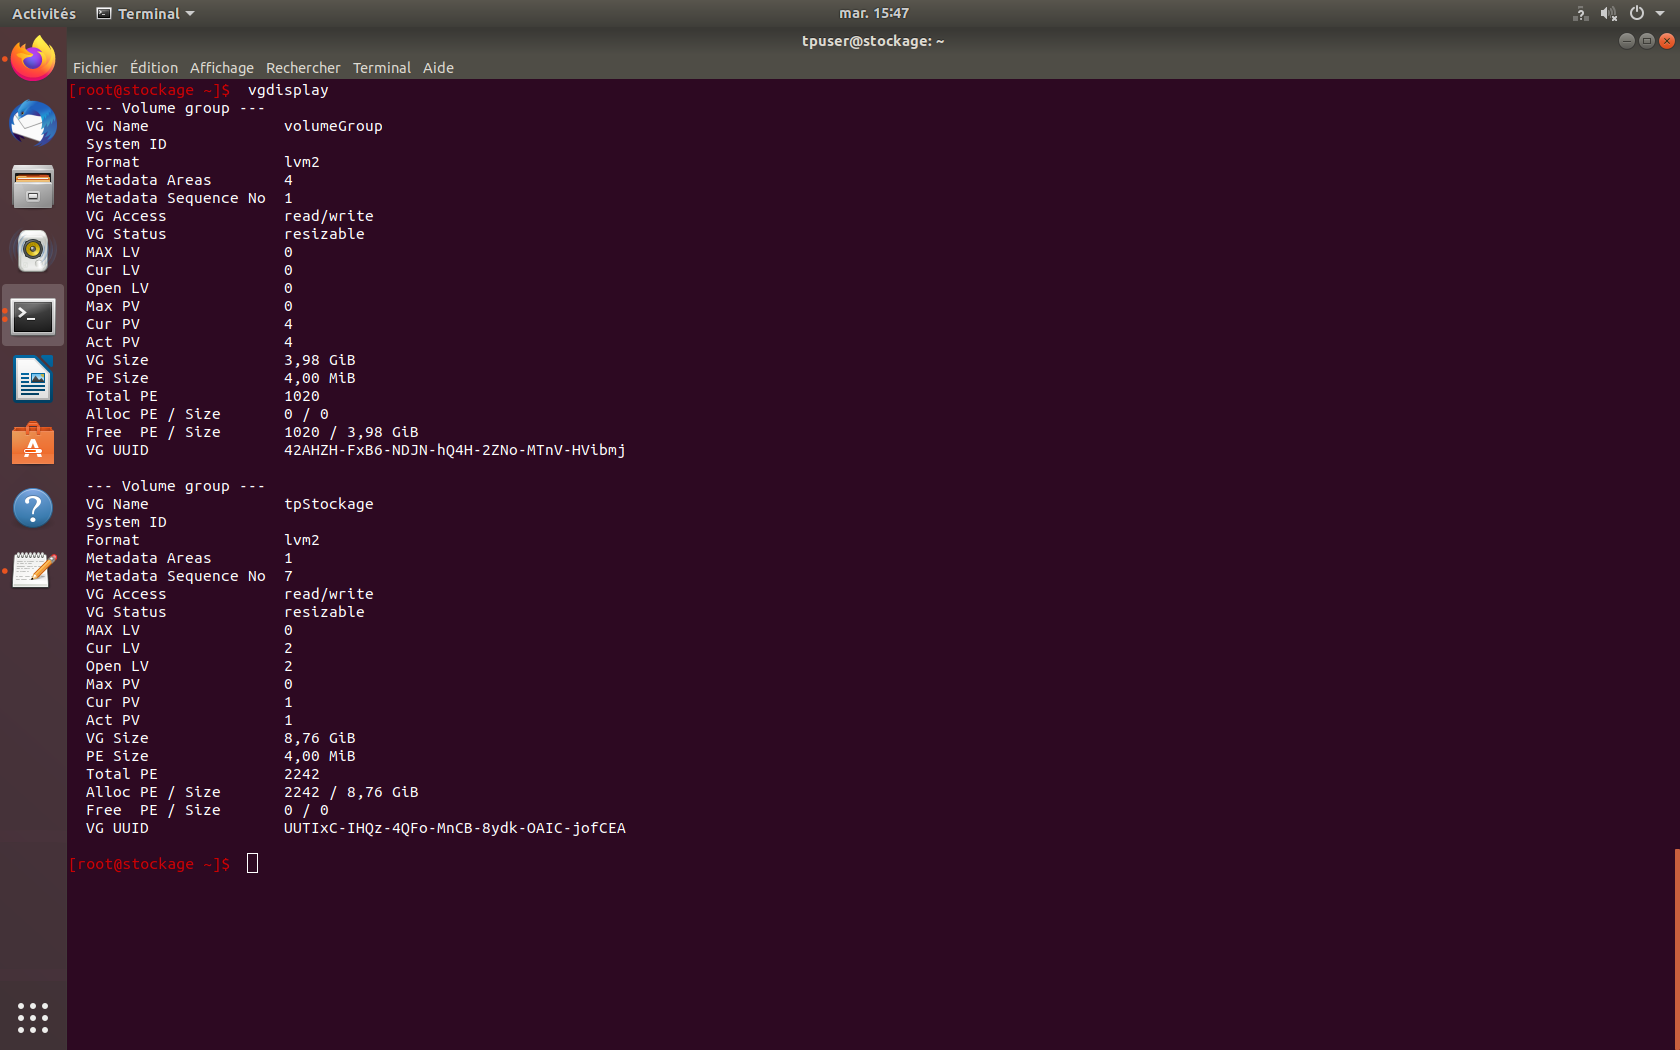 Activités Terminal mar. 15:47
tpuser@stockage: ~
Fichier Édition Affichage Rechercher Terminal Aide
[root@stockage ~]$ vgdisplay
--- Volume group ---
VG Name volumeGroup
System ID
Format lvm2
Metadata Areas 4
Metadata Sequence No 1
VG Access read/write
VG Status resizable
MAX LV 0
Cur LV 0
Open LV 0
Max PV 0
Cur PV 4
Act PV 4
VG Size 3,98 GiB
PE Size 4,00 MiB
Total PE 1020
Alloc PE / Size 0 / 0
Free  PE / Size 1020 / 3,98 GiB
VG UUID 42AHZH-FxB6-NDJN-hQ4H-2ZNo-MTnV-HVibmj
--- Volume group ---
VG Name tpStockage
System ID
Format lvm2
Metadata Areas 1
Metadata Sequence No 7
VG Access read/write
VG Status resizable
MAX LV 0
Cur LV 2
Open LV 2
Max PV 0
Cur PV 1
Act PV 1
VG Size 8,76 GiB
PE Size 4,00 MiB
Total PE 2242
Alloc PE / Size 2242 / 8,76 GiB
Free  PE / Size 0 / 0
VG UUID UUTIxC-IHQz-4QFo-MnCB-8ydk-OAIC-jofCEA
[root@stockage ~]$